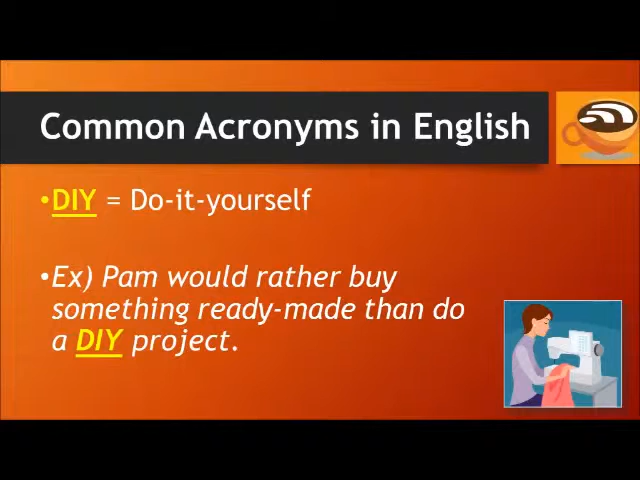 Common Acronyms in English
•DIY = Do-it-yourself
•Ex) Pam would rather buy
something ready-made than do
a DIY project.